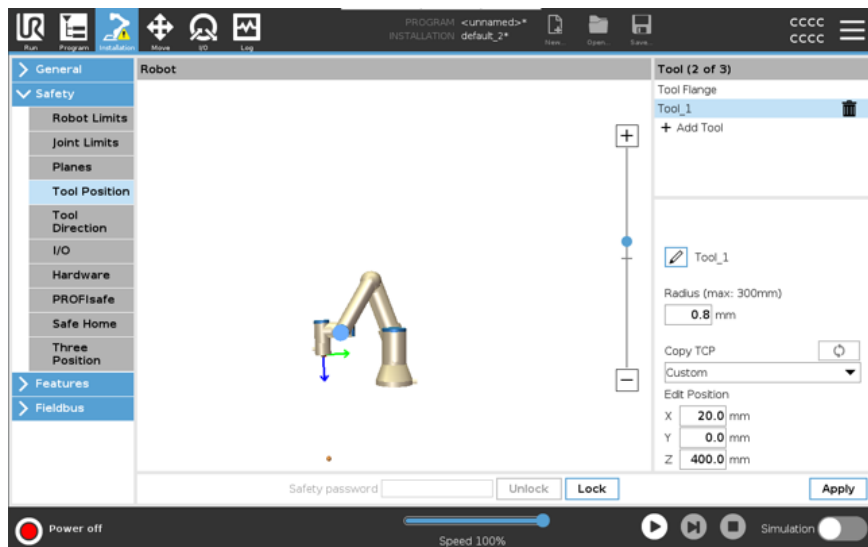 PROGRAM <unnamed>*
INSTALLATION default_2*
CCCC
CCCC
Run Program Installation Move I/O Log New... Open... Save...
General
Safety
Robot Limits
Joint Limits
Planes
Tool Position
Tool
Direction
I/O
Hardware
PROFIsafe
Safe Home
Three
Position
Features
Fieldbus
Robot
Tool (2 of 3)
Tool Flange
Tool_1
+ Add Tool
Tool_1
Radius (max: 300mm)
0.8 mm
Copy TCP
Custom
Edit Position
X 20.0 mm
Y 0.0 mm
Z 400.0 mm
Safety password Unlock Lock Apply
Power off
Speed 100%
Simulation